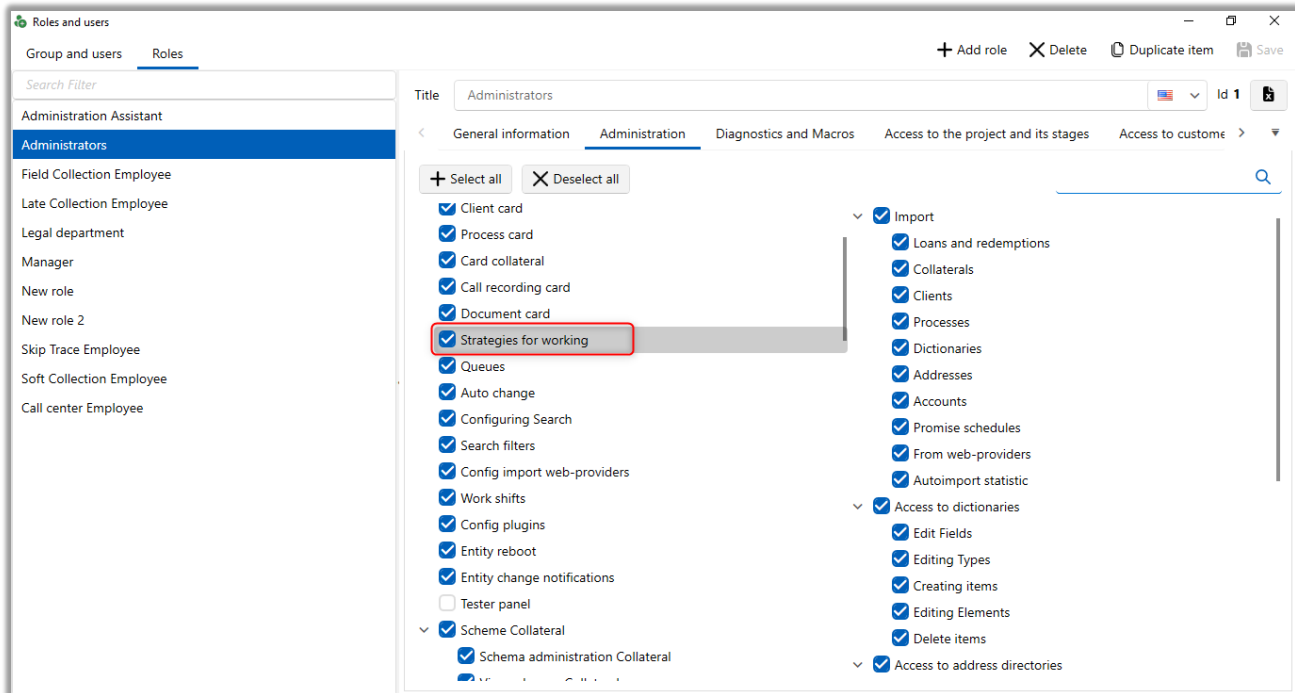 Roles and users
Group and users Roles
Add role Delete Duplicate item Save
Search Filter
Administration Assistant
Administrators
Field Collection Employee
Late Collection Employee
Legal department
Manager
New role
New role 2
Skip Trace Employee
Soft Collection Employee
Call center Employee
Title Administrators Id 1
General information Administration Diagnostics and Macros Access to the project and its stages Access to custome
Select all Deselect all
Client card
Process card
Card collateral
Call recording card
Document card
Strategies for working
Queues
Auto change
Configuring Search
Search filters
Config import web-providers
Work shifts
Config plugins
Entity reboot
Entity change notifications
Tester panel
Scheme Collateral
Schema administration Collateral
Import
Loans and redemptions
Collaterals
Clients
Processes
Dictionaries
Addresses
Accounts
Promise schedules
From web-providers
Autoimport statistic
Access to dictionaries
Edit Fields
Editing Types
Creating items
Editing Elements
Delete items
Access to address directories